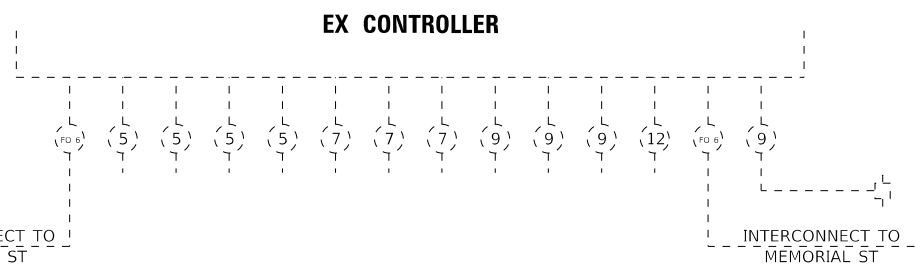 EX CONTROLLER
FO 6 5 5 5 5 7 7 7 9 9 9 12 FO 6 9
TO
ST
INTERCONNECT TO
MEMORIAL ST